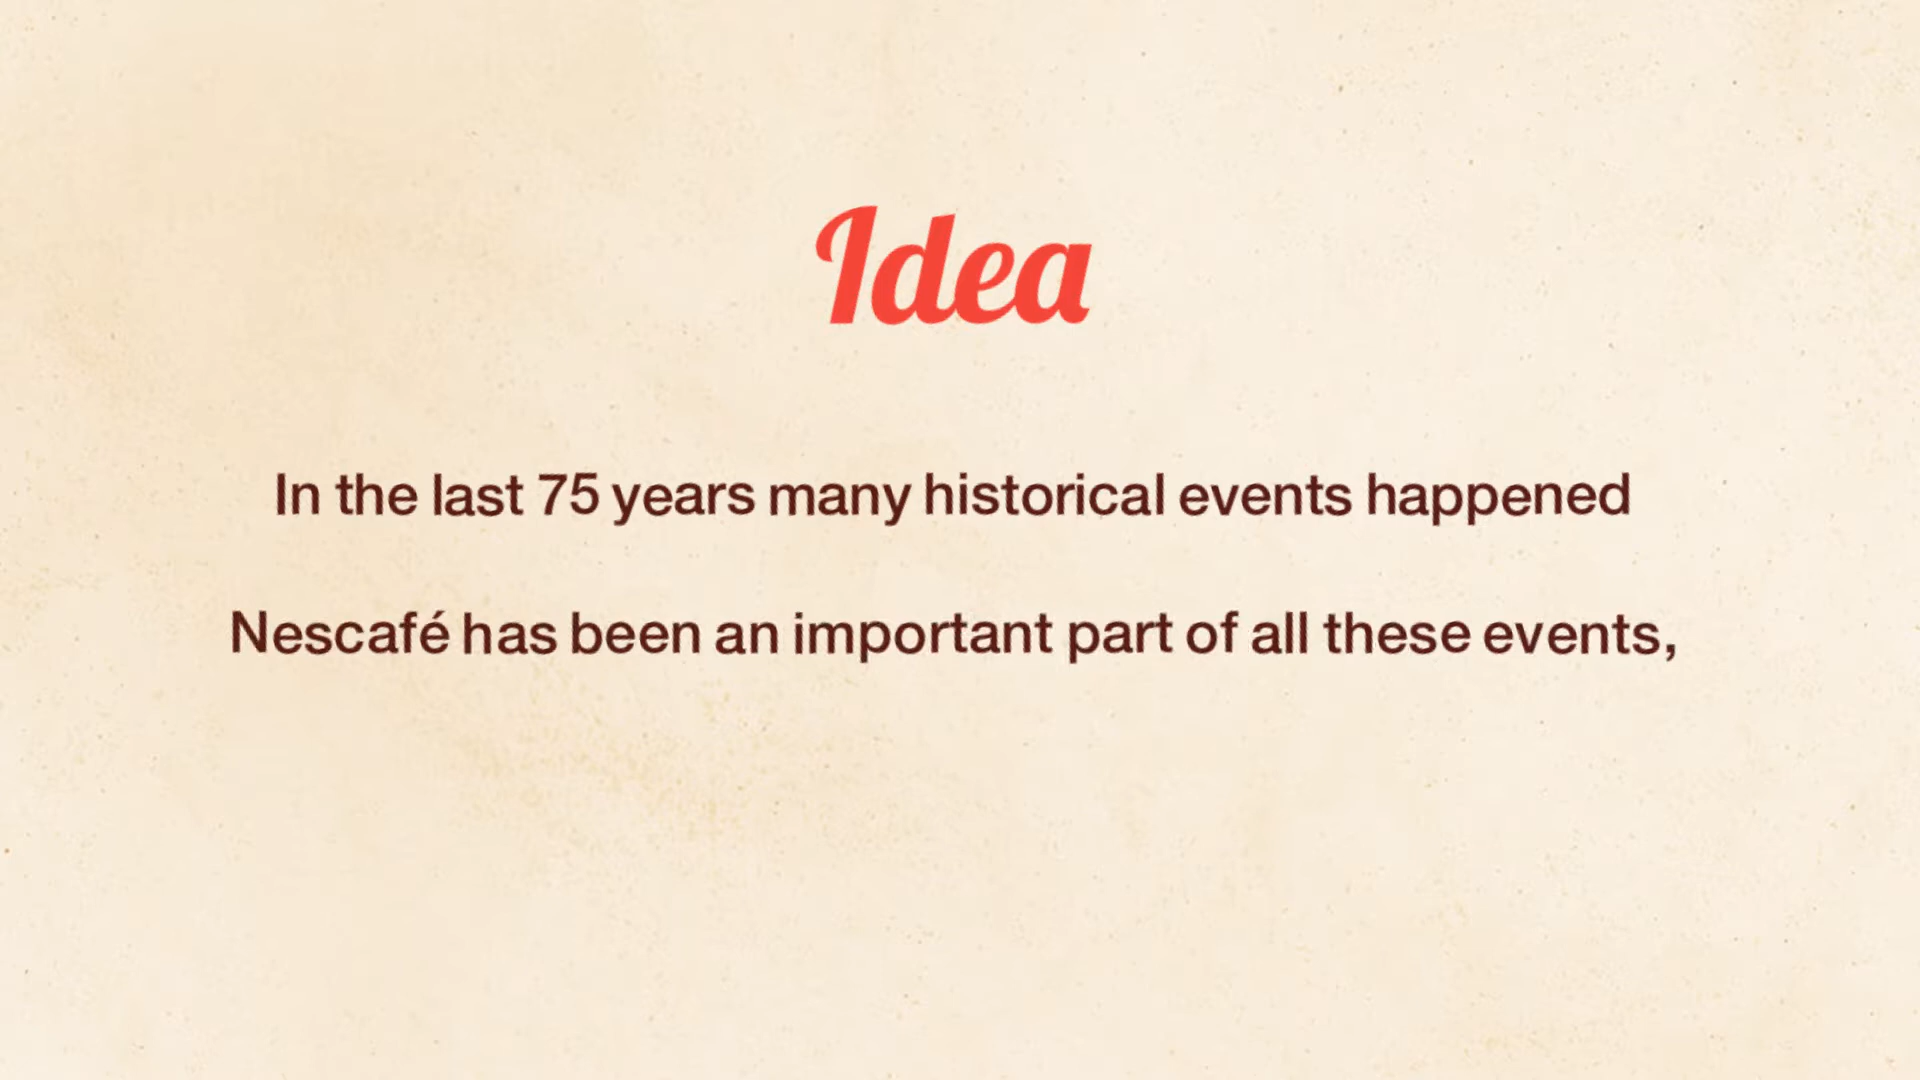 Idea
In the last 75 years many historical events happened
Nescafé has been an important part of all these events,